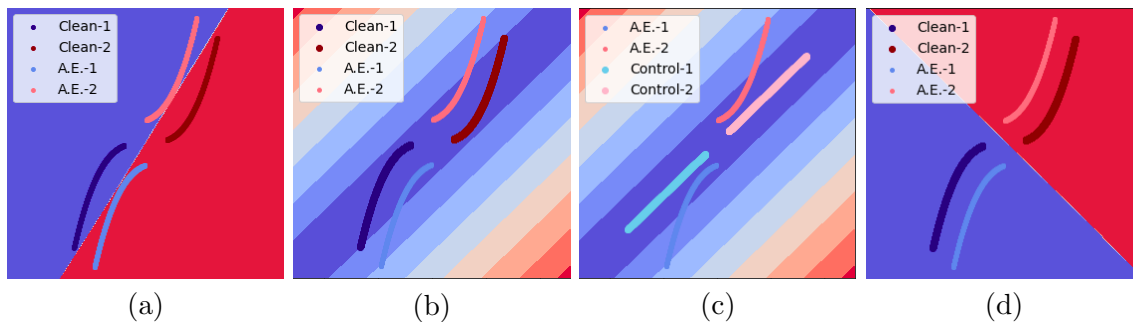 Clean-1
Clean-2
A.E.-1
A.E.-2
(a)
Clean-1
Clean-2
A.E.-1
A.E.-2
(b)
A.E.-1
A.E.-2
Control-1
Control-2
(c)
Clean-1
Clean-2
A.E.-1
A.E.-2
(d)